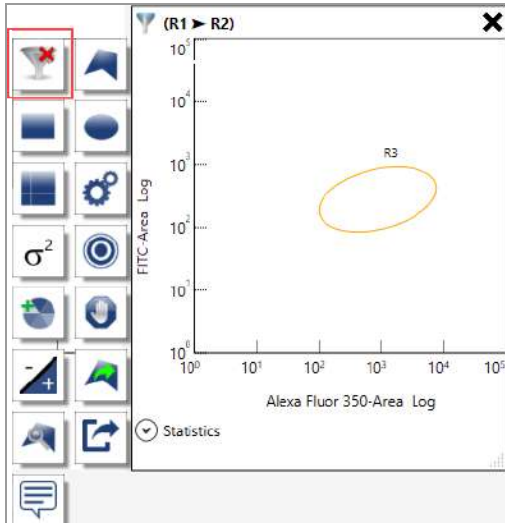 (R1 ➤ R2)
10⁵
10⁴
10³
10²
10¹
10⁰
FITC-Area Log
R3
10⁰ 10¹ 10² 10³ 10⁴ 10⁵
Alexa Fluor 350-Area Log
Statistics
σ²
- +